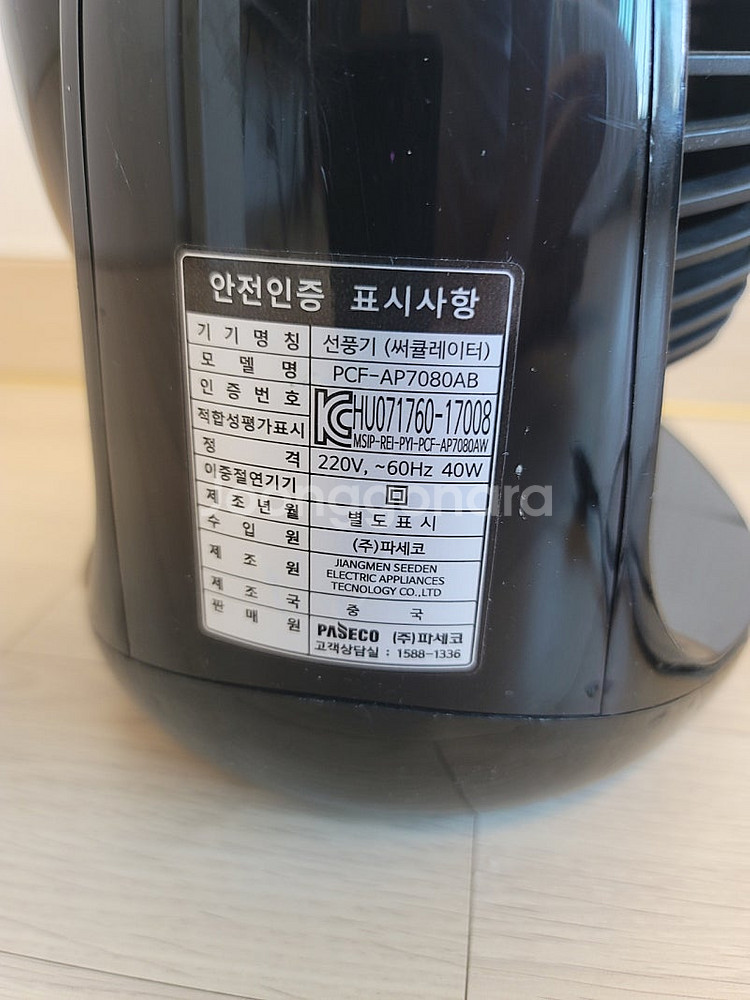 안전인증 표시사항
기기명칭 선풍기 (써큘레이터)
모델명 PCF-AP7080AB
인증번호 HU071760-17008
적합성평가표시 MSIP-REI-PYI-PCF-AP7080AW
정격 220V, ~60Hz 40W
이중절연기기
제조년월 별도표시
수입원 (주)파세코
제조원 JIANGMEN SEEDEN
ELECTRIC APPLIANCES
TECNOLOGY CO.,LTD
제조국 중국
판매원 PASECO (주)파세코
고객상담실 : 1588-1336
joonggonara